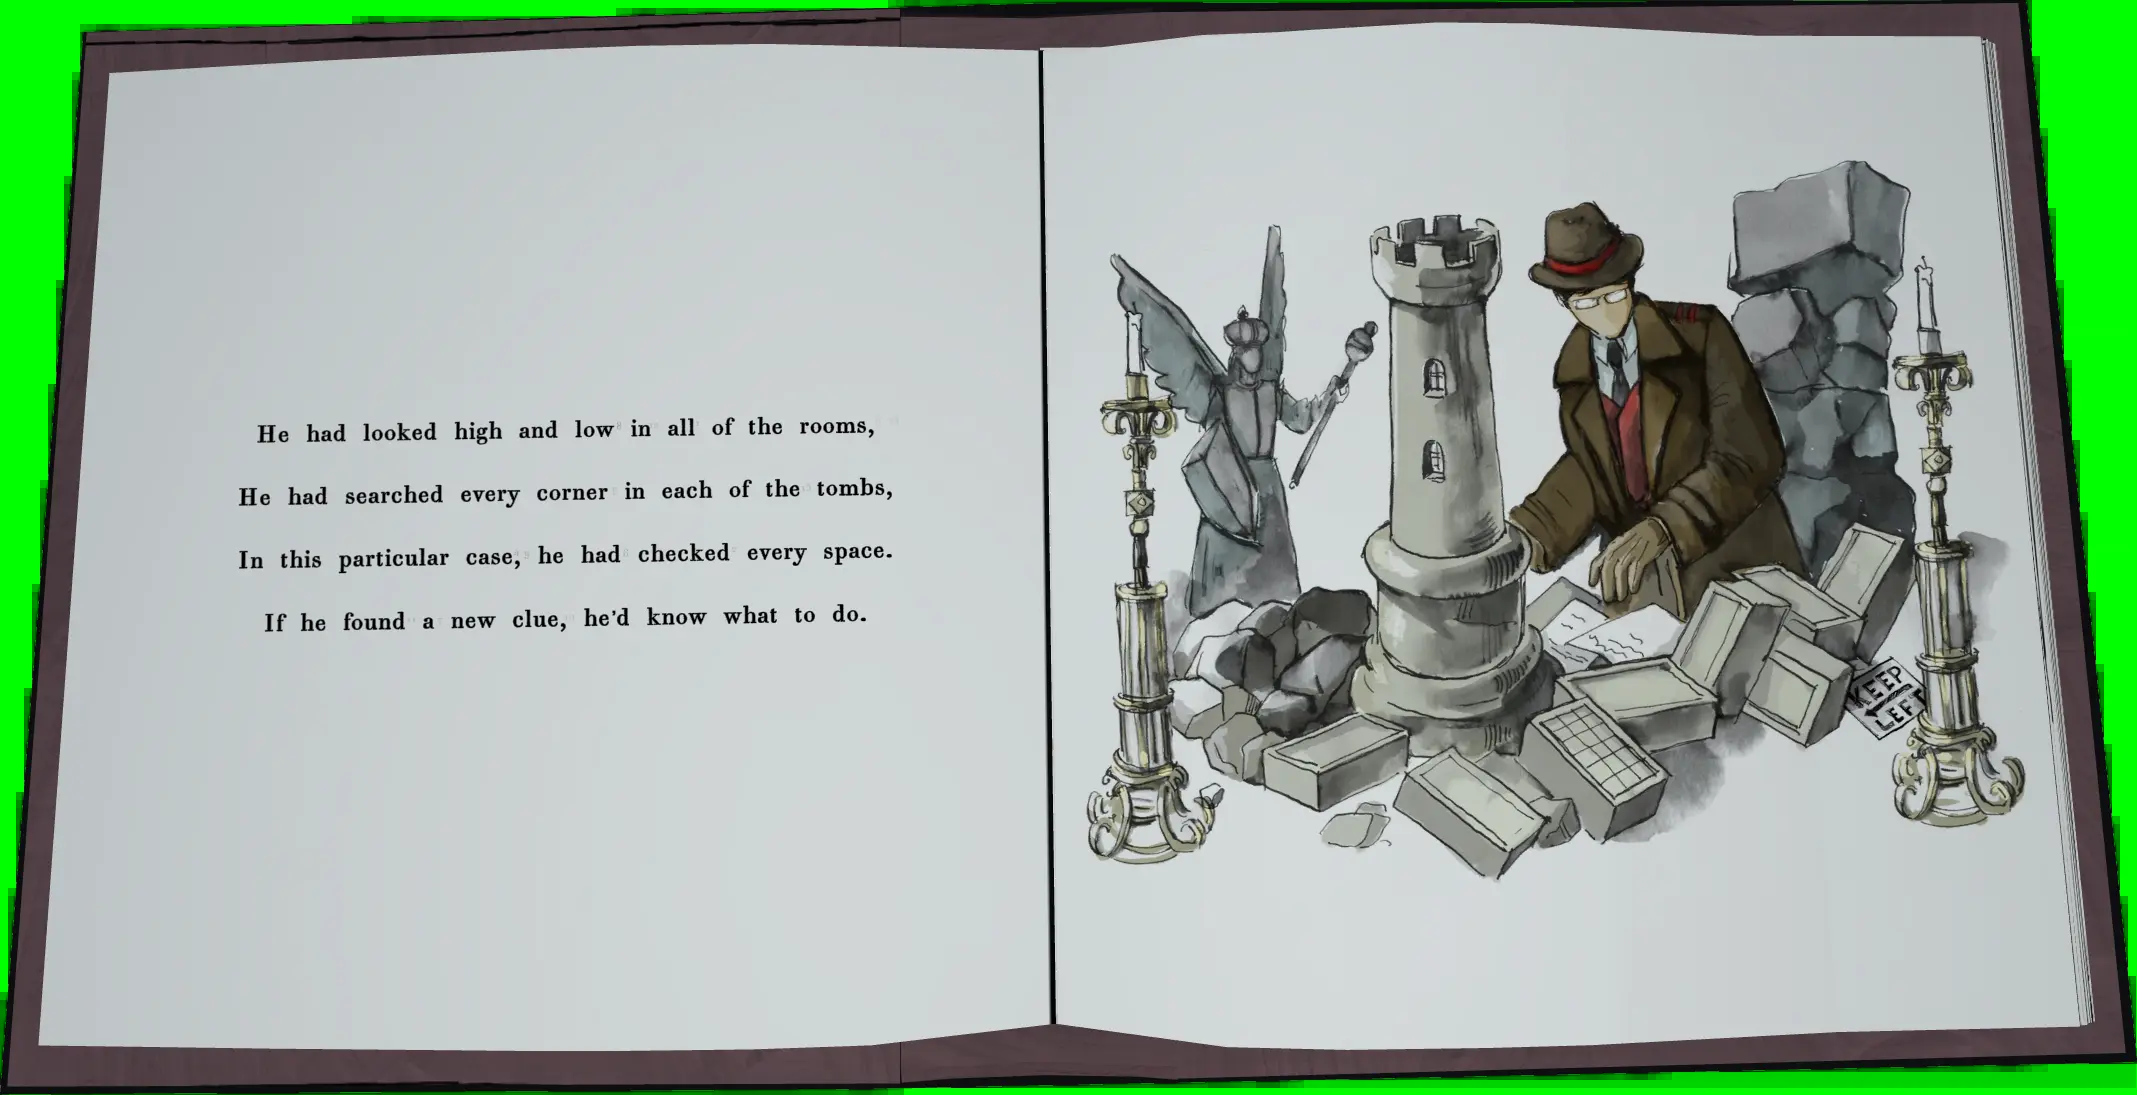 He had looked high and low in all of the rooms,
He had searched every corner in each of the tombs,
In this particular case, he had checked every space.
If he found a new clue, he'd know what to do.
KEEP
LEFT